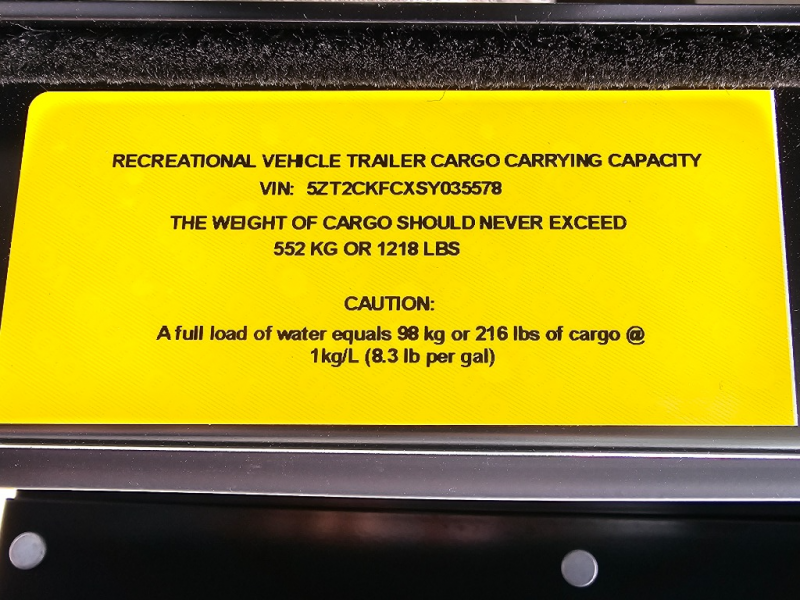 RECREATIONAL VEHICLE TRAILER CARGO CARRYING CAPACITY
VIN: 5ZT2CKFCXSY035578
THE WEIGHT OF CARGO SHOULD NEVER EXCEED
552 KG OR 1218 LBS
CAUTION:
A full load of water equals 98 kg or 216 lbs of cargo @
1kg/L (8.3 lb per gal)